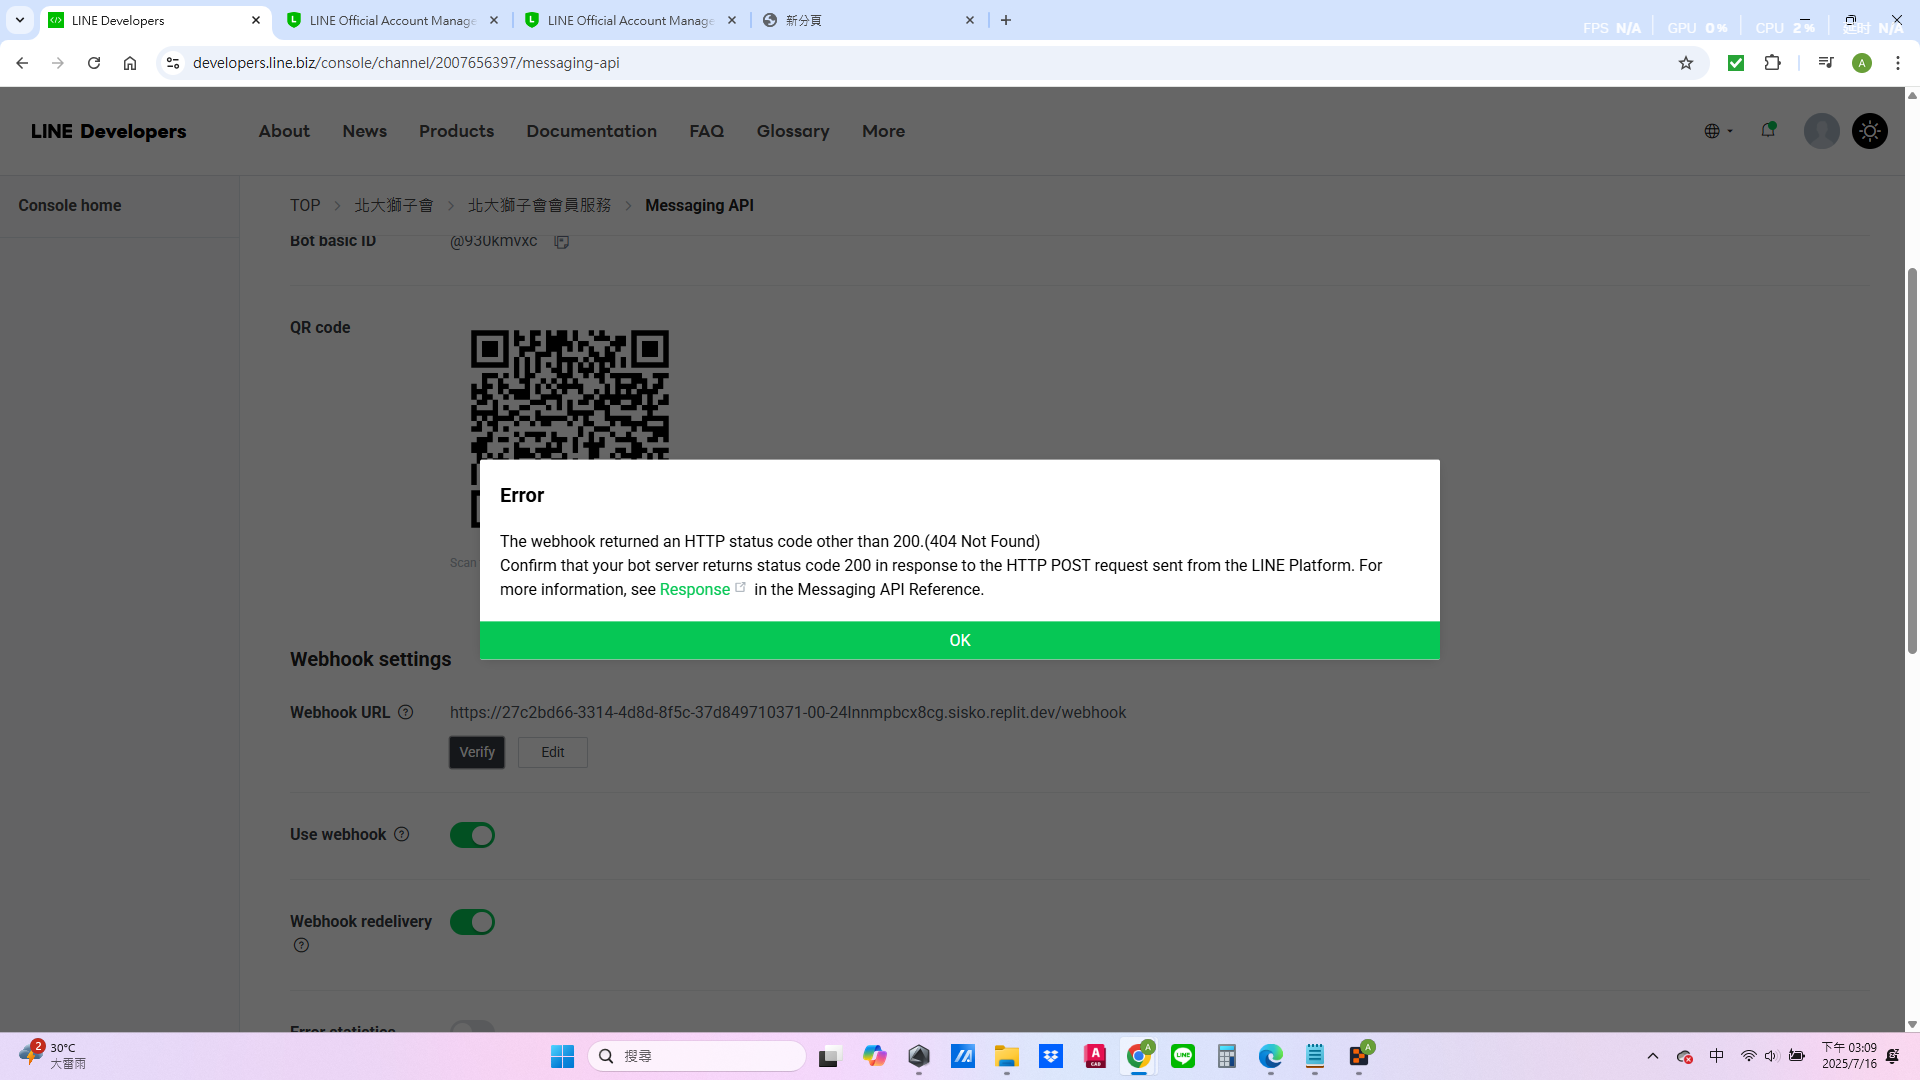 LINE Developers
LINE Official Account Manage
LINE Official Account Manage
新分頁
FPS N/A GPU 0% CPU 2% 延时 N/A
developers.line.biz/console/channel/2007656397/messaging-api
A
LINE Developers
About
News
Products
Documentation
FAQ
Glossary
More
Console home
TOP > 北大獅子會 > 北大獅子會會員服務 > Messaging API
Bot basic ID
@930kmvxc
QR code
Scan
Error
The webhook returned an HTTP status code other than 200.(404 Not Found)
Confirm that your bot server returns status code 200 in response to the HTTP POST request sent from the LINE Platform. For
more information, see Response in the Messaging API Reference.
OK
Webhook settings
Webhook URL
https://27c2bd66-3314-4d8d-8f5c-37d849710371-00-24lnnmpbcx8cg.sisko.replit.dev/webhook
Verify
Edit
Use webhook
Webhook redelivery
Error statistics
2
30°C
大雷雨
搜尋
中
下午 03:09
2025/7/16